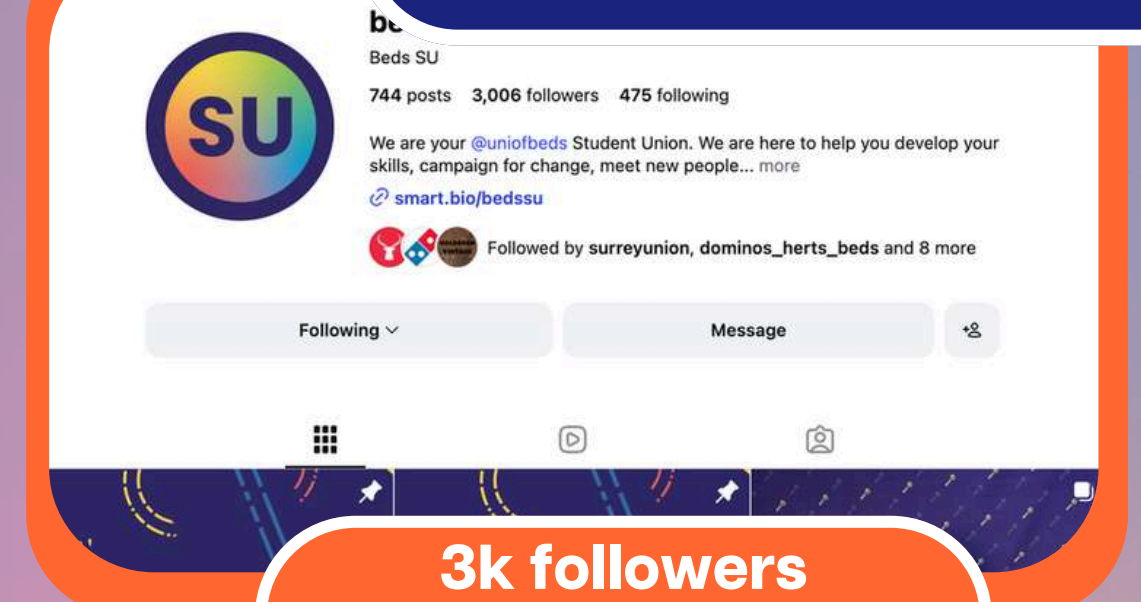 Beds SU
744 posts 3,006 followers 475 following
SU
We are your @uniofbeds Student Union. We are here to help you develop your
skills, campaign for change, meet new people... more
smart.bio/bedssu
Followed by surreyunion, dominos_herts_beds and 8 more
Following
Message
3k followers